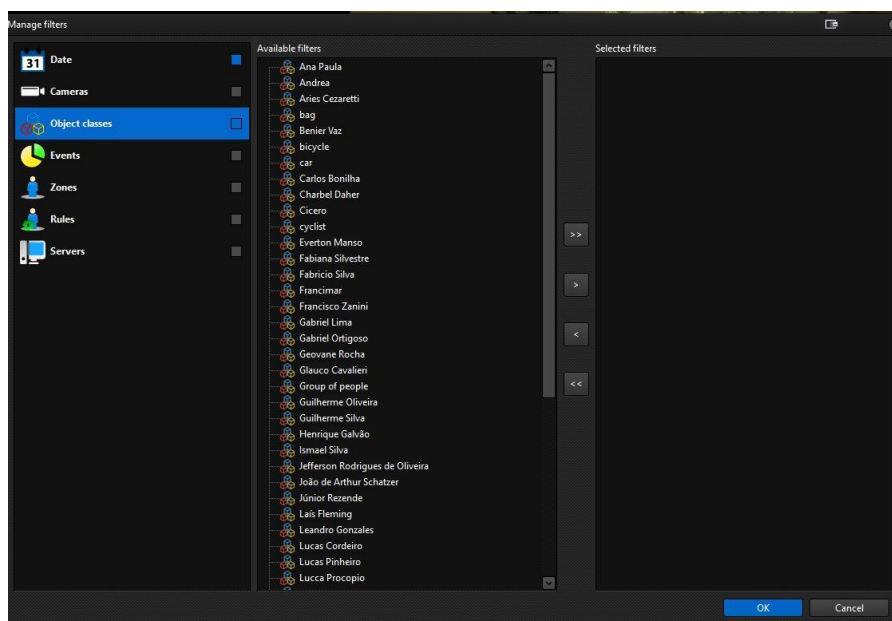 Manage filters
31 Date
Cameras
Object classes
Events
Zones
Rules
Servers
Available filters
Ana Paula
Andrea
Aries Cezaretti
bag
Benier Vaz
bicycle
car
Carlos Bonilha
Charbel Daher
Cicero
cyclist
Everton Manso
Fabiana Silvestre
Fabricio Silva
Francimar
Francisco Zanini
Gabriel Lima
Gabriel Ortigoso
Geovane Rocha
Glauco Cavalieri
Group of people
Guilherme Oliveira
Guilherme Silva
Henrique Galvão
Ismael Silva
Jefferson Rodrigues de Oliveira
João de Arthur Schatzer
Júnior Rezende
Laís Fleming
Leandro Gonzales
Lucas Cordeiro
Lucas Pinheiro
Lucca Procopio
>>
>
<
<<
Selected filters
OK
Cancel